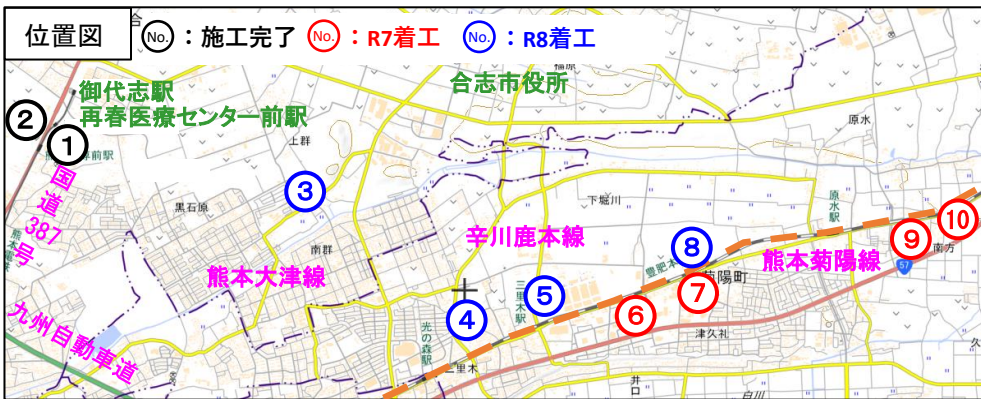 位置図
No.：施工完了 No.：R7着工 No.：R8着工
合志市役所
御代志駅
再春医療センター前駅
②
①
上群
原水
国道387号
黒石原
③
南群
下堀川
原水駅
辛川鹿本線
⑧
⑩
⑨
南方
熊本大津線
熊本菊陽線
57
菊陽町
⑦
⑤
三里木駅
④
⑥
光の森駅
津久礼
九州自動車道
三里木
井口
白川